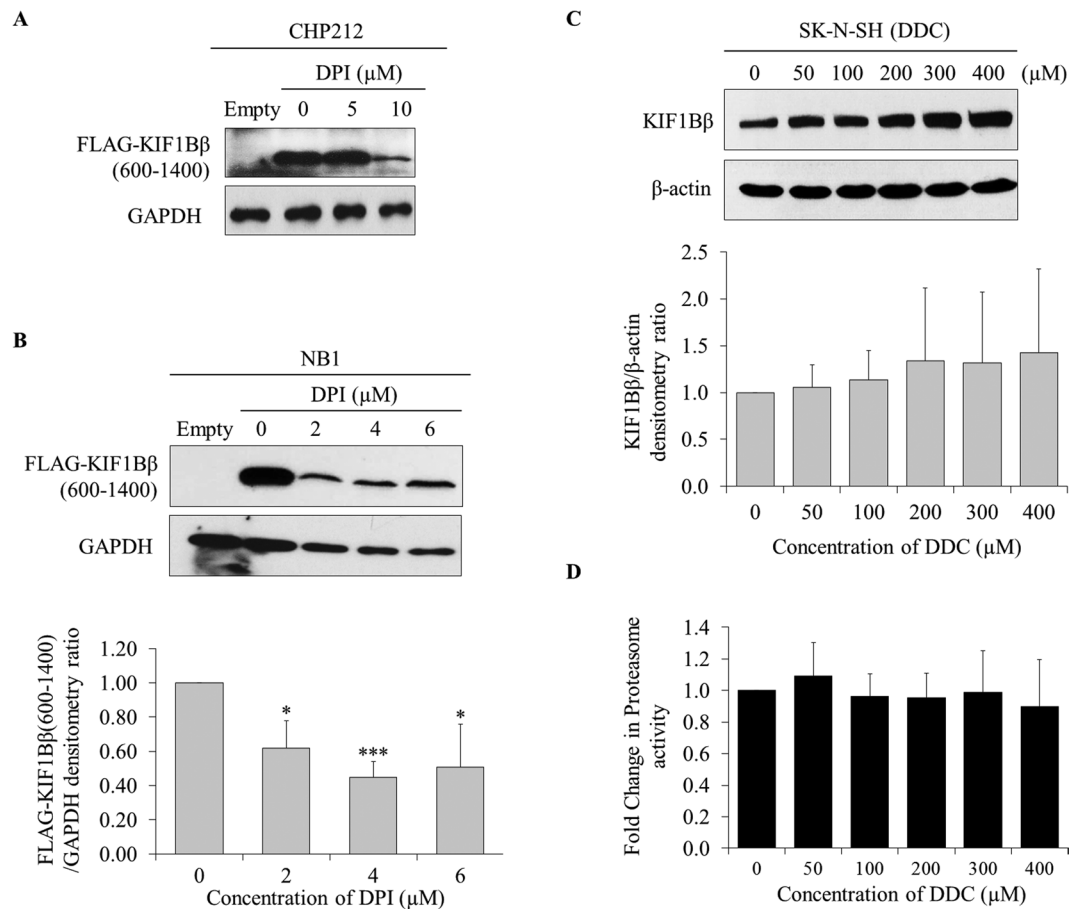 A
CHP212
DPI (µM)
Empty 0 5 10
FLAG-KIF1Bβ
(600-1400)
GAPDH
B
NB1
DPI (µM)
Empty 0 2 4 6
FLAG-KIF1Bβ
(600-1400)
GAPDH
FLAG-KIF1Bβ(600-1400)
/GAPDH densitometry ratio
1.20
1.00
0.80
0.60
0.40
0.20
0.00
*
***
*
0 2 4 6
Concentration of DPI (µM)
C
SK-N-SH (DDC)
0 50 100 200 300 400 (µM)
KIF1Bβ
β-actin
KIF1Bβ/β-actin
densitometry ratio
2.5
2.0
1.5
1.0
0.5
0.0
0 50 100 200 300 400
Concentration of DDC (µM)
D
Fold Change in Proteasome
activity
1.4
1.2
1.0
0.8
0.6
0.4
0.2
0.0
0 50 100 200 300 400
Concentration of DDC (µM)